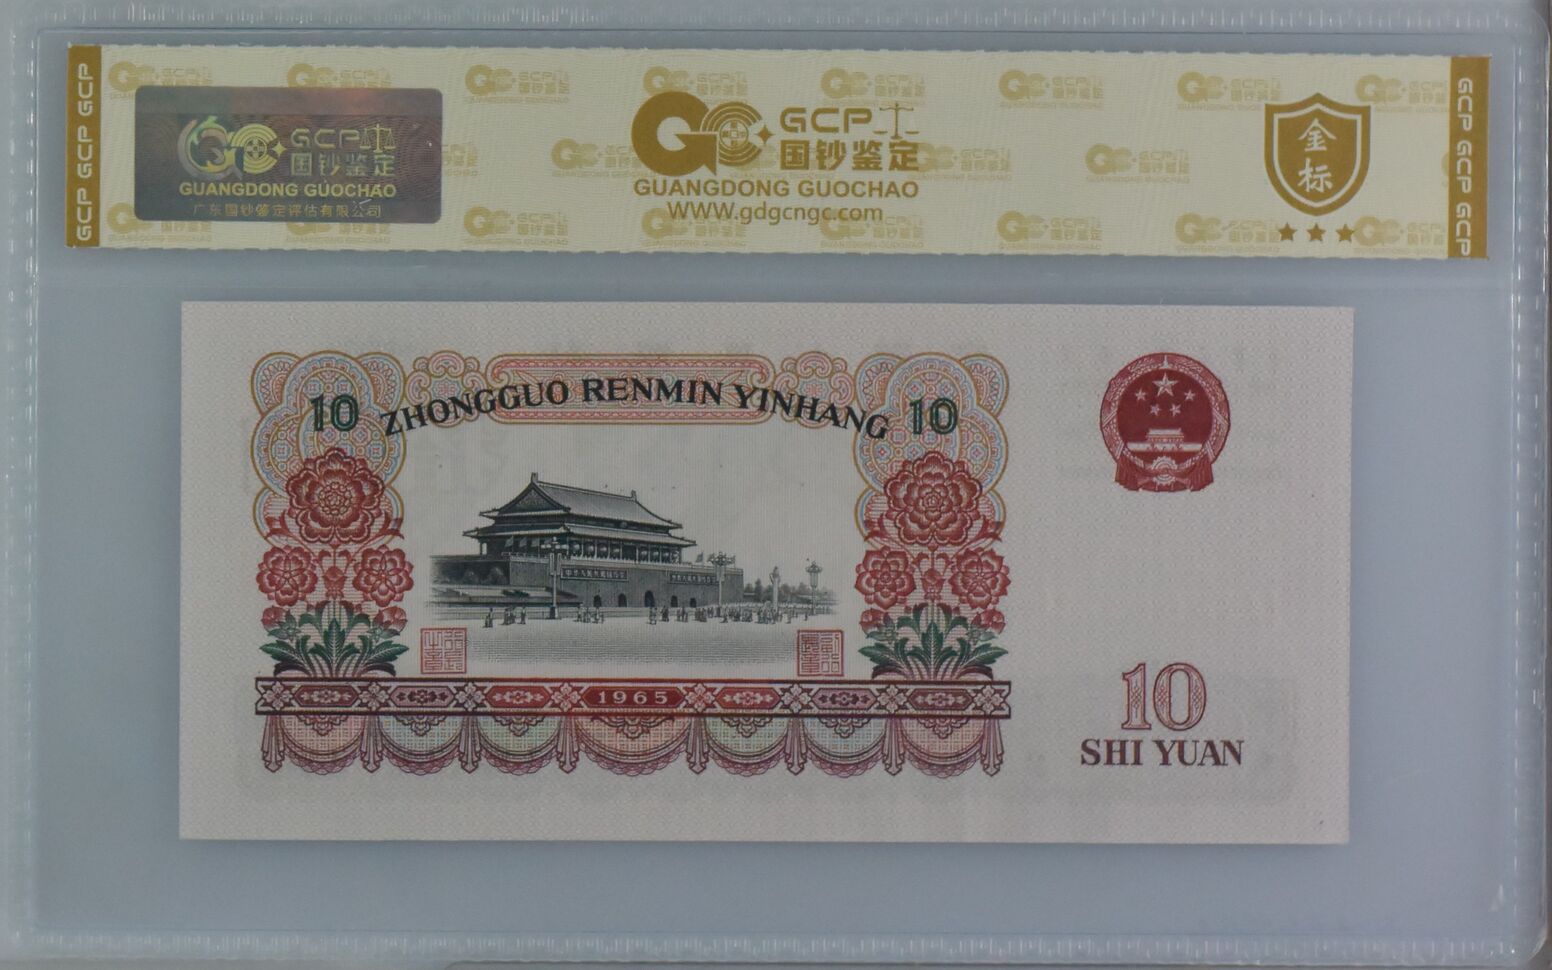 GCP GCP GCP
GCP 国钞鉴定
GUANGDONG GUOCHAO
广东国钞鉴定评估有限公司
GCP
国钞鉴定
GUANGDONG GUOCHAO
WWW.gdgcngc.com
金标
GCP GCP GCP
10 ZHONGGUO RENMIN YINHANG 10
1965
10
SHI YUAN